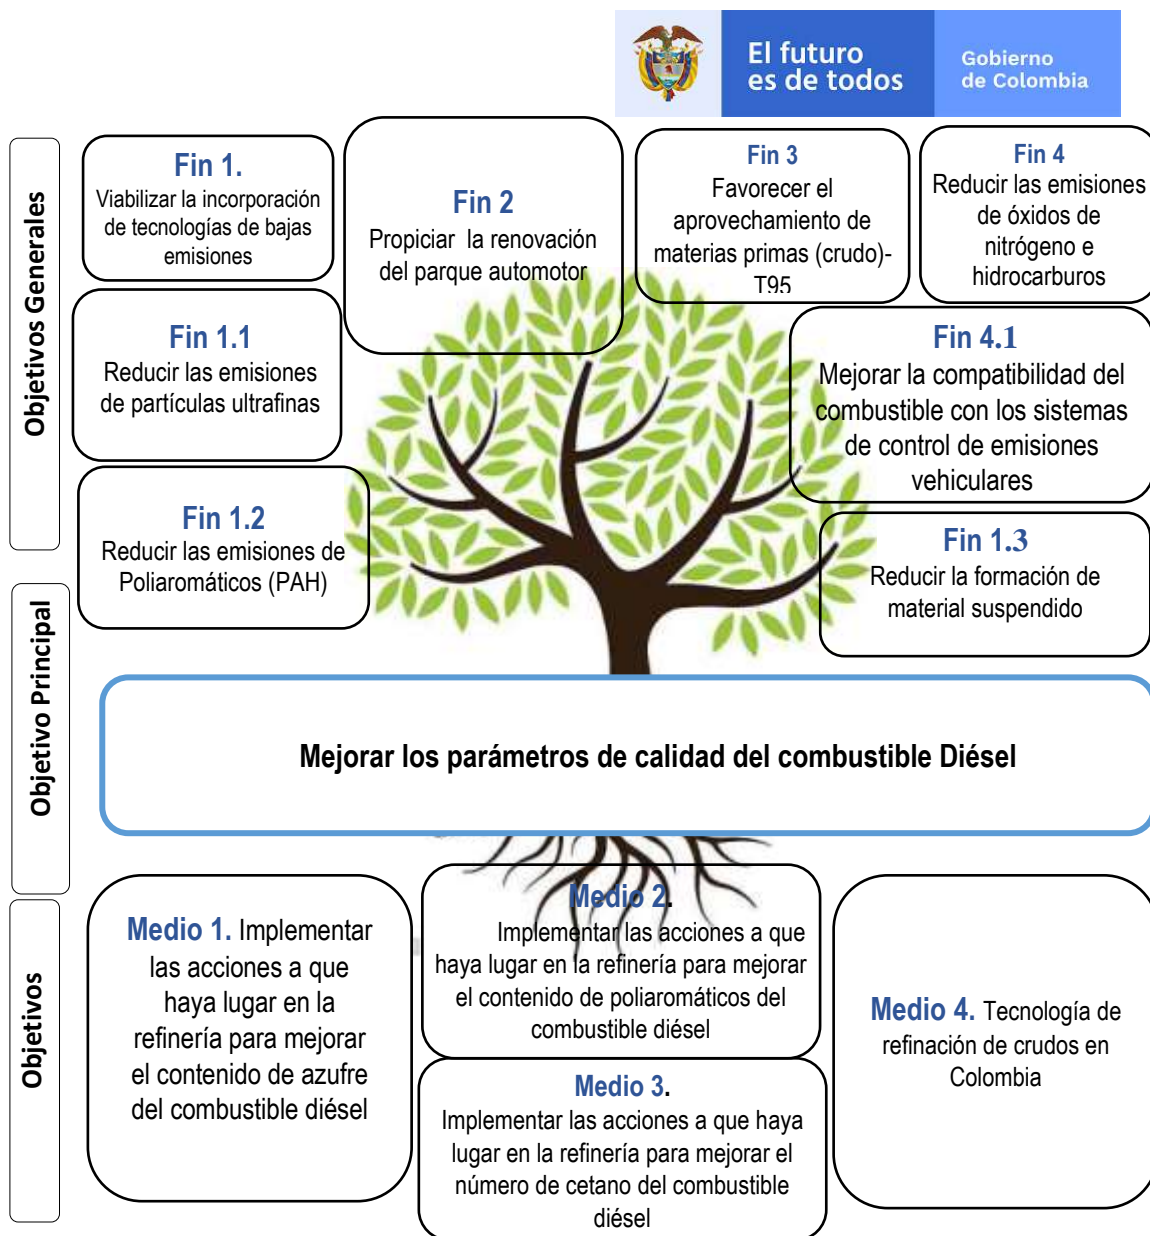 El futuro
es de todos
Gobierno
de Colombia
Objetivos Generales
Fin 1.
Viabilizar la incorporación
de tecnologías de bajas
emisiones
Fin 2
Propiciar la renovación
del parque automotor
Fin 3
Favorecer el
aprovechamiento de
materias primas (crudo)-
T95
Fin 4
Reducir las emisiones
de óxidos de
nitrógeno e
hidrocarburos
Fin 1.1
Reducir las emisiones
de partículas ultrafinas
Fin 4.1
Mejorar la compatibilidad del
combustible con los sistemas
de control de emisiones
vehiculares
Fin 1.2
Reducir las emisiones de
Poliaromáticos (PAH)
Fin 1.3
Reducir la formación de
material suspendido
Objetivo Principal
Mejorar los parámetros de calidad del combustible Diésel
Objetivos
Medio 1. Implementar
las acciones a que
haya lugar en la
refinería para mejorar
el contenido de azufre
del combustible diésel
Medio 2.
Implementar las acciones a que
haya lugar en la refinería para mejorar
el contenido de poliaromáticos del
combustible diésel
Medio 3.
Implementar las acciones a que haya
lugar en la refinería para mejorar el
número de cetano del combustible
diésel
Medio 4. Tecnología de
refinación de crudos en
Colombia